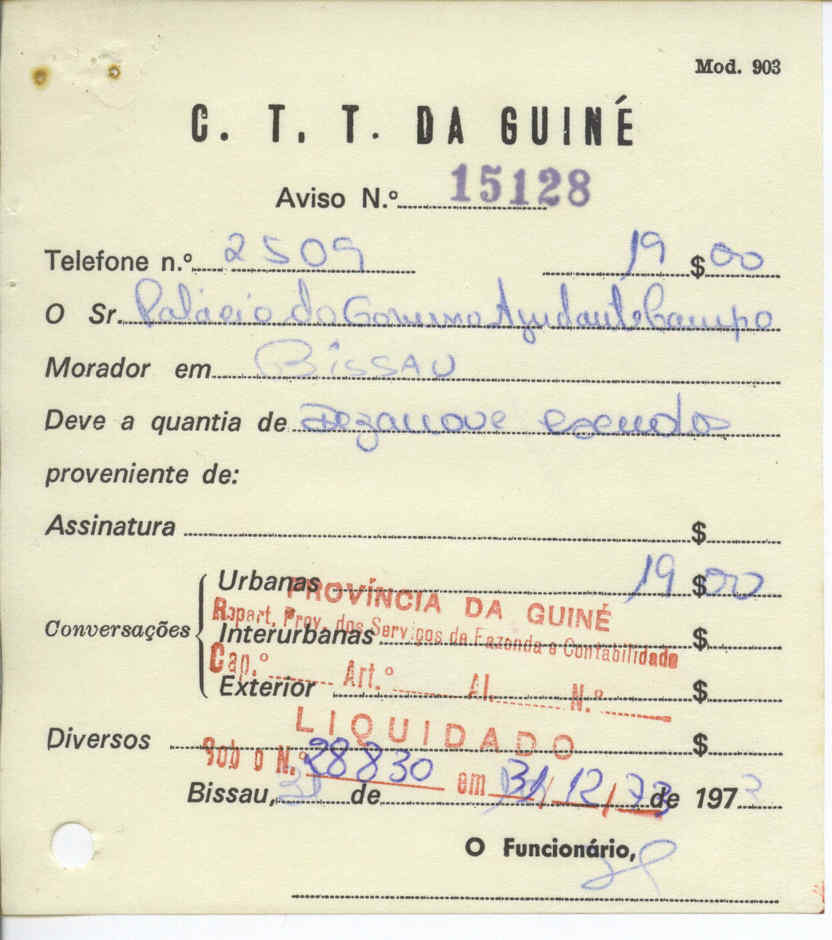 Mod. 903
C. T. T. DA GUINÉ
Aviso N.º 15128
Telefone n.º 2509 19 $ 00
O Sr. Palácio do Governo Ajudante Campo
Morador em BISSAU
Deve a quantia de Dezanove escudos
proveniente de:
Assinatura $
Urbanas 19 $ 00
PROVÍNCIA DA GUINÉ
Repart. Prov. dos Serviços de Fazenda e Contabilidade
Conversações Interurbanas $
Cap.º Art.º Al. N.º
Exterior $
LIQUIDADO
Diversos $
Sob o N.º 28830 em 31/12/73
Bissau, 31 de de 1973
O Funcionário,